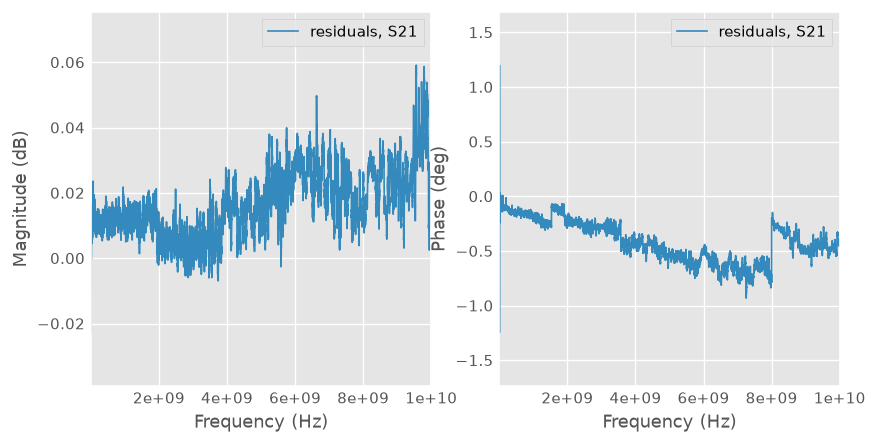 residuals, S21
0.06
0.04
0.02
0.00
−0.02
Magnitude (dB)
2e+09 4e+09 6e+09 8e+09 1e+10
Frequency (Hz)
residuals, S21
1.5
1.0
0.5
0.0
−0.5
−1.0
−1.5
Phase (deg)
2e+09 4e+09 6e+09 8e+09 1e+10
Frequency (Hz)